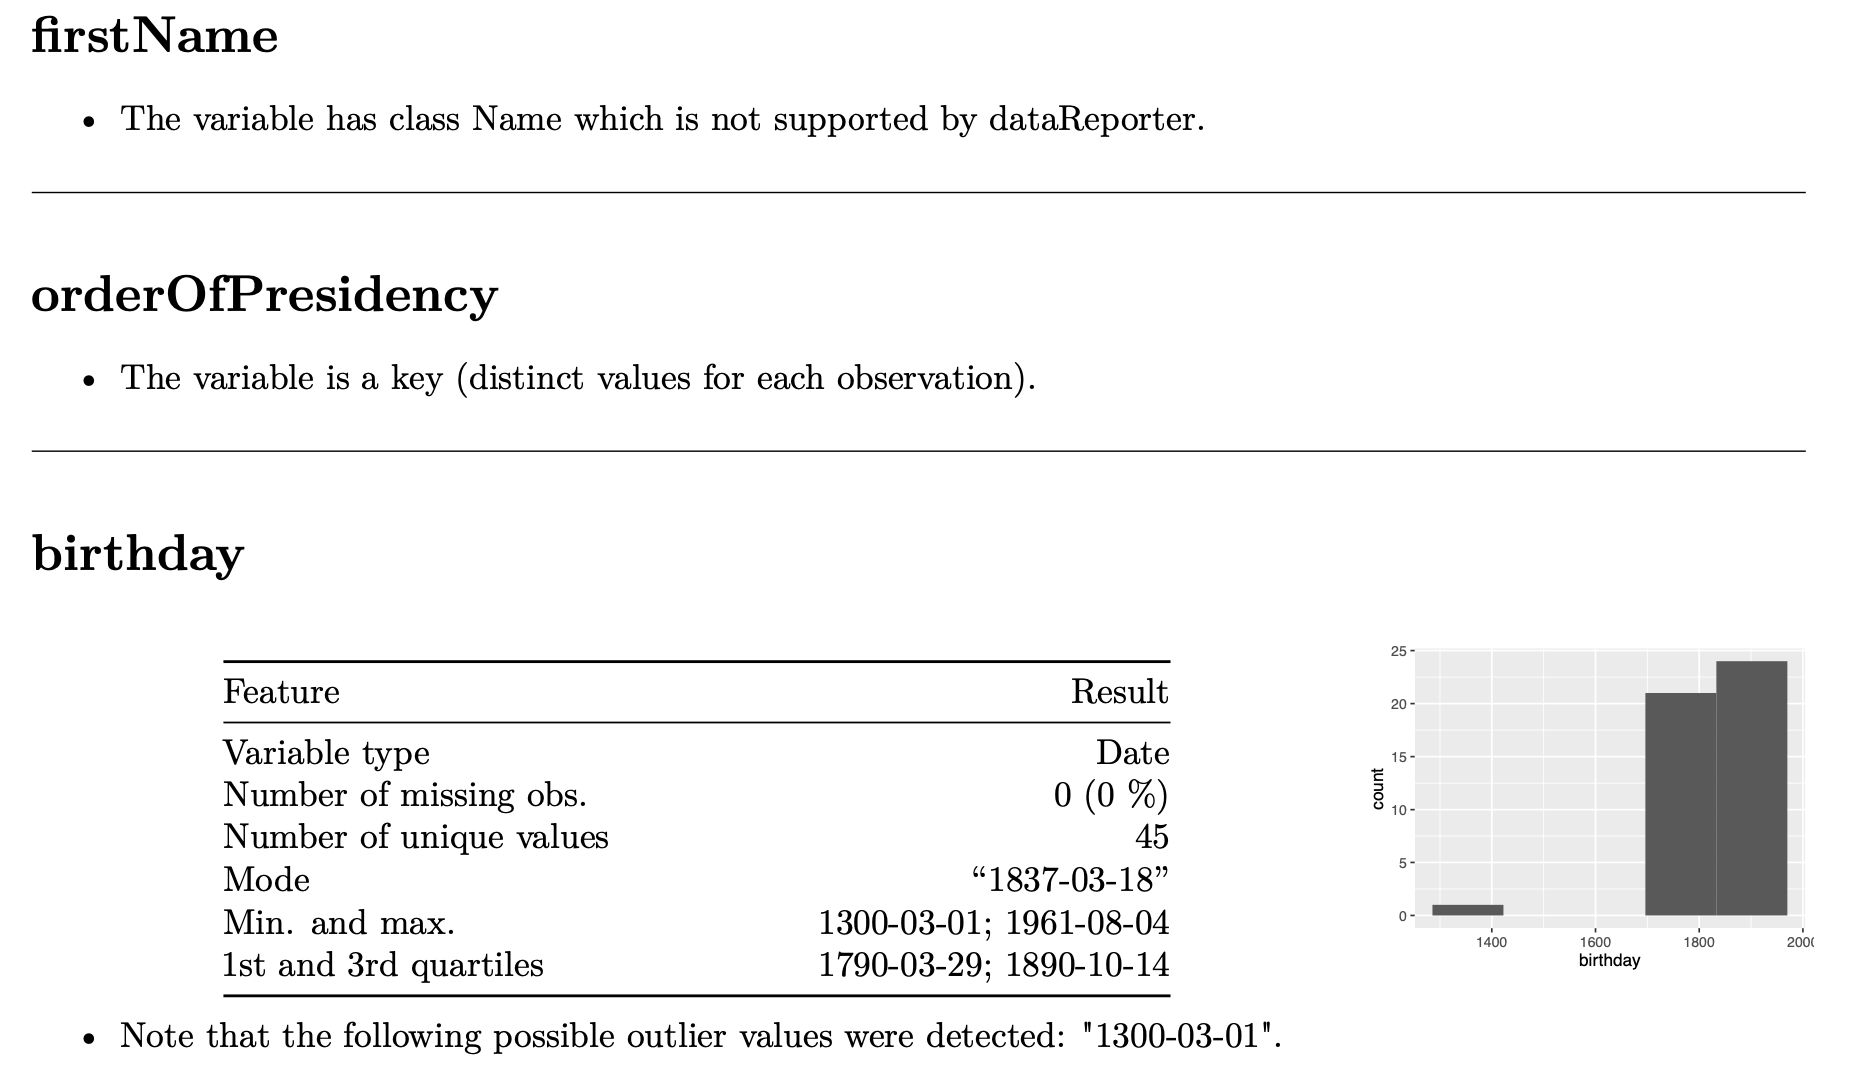 firstName
• The variable has class Name which is not supported by dataReporter.
orderOfPresidency
• The variable is a key (distinct values for each observation).
birthday
Feature Result
Variable type Date
Number of missing obs. 0 (0 %)
Number of unique values 45
Mode “1837-03-18”
Min. and max. 1300-03-01; 1961-08-04
1st and 3rd quartiles 1790-03-29; 1890-10-14
25
20
15
10
5
0
count
1400 1600 1800 200
birthday
• Note that the following possible outlier values were detected: "1300-03-01".